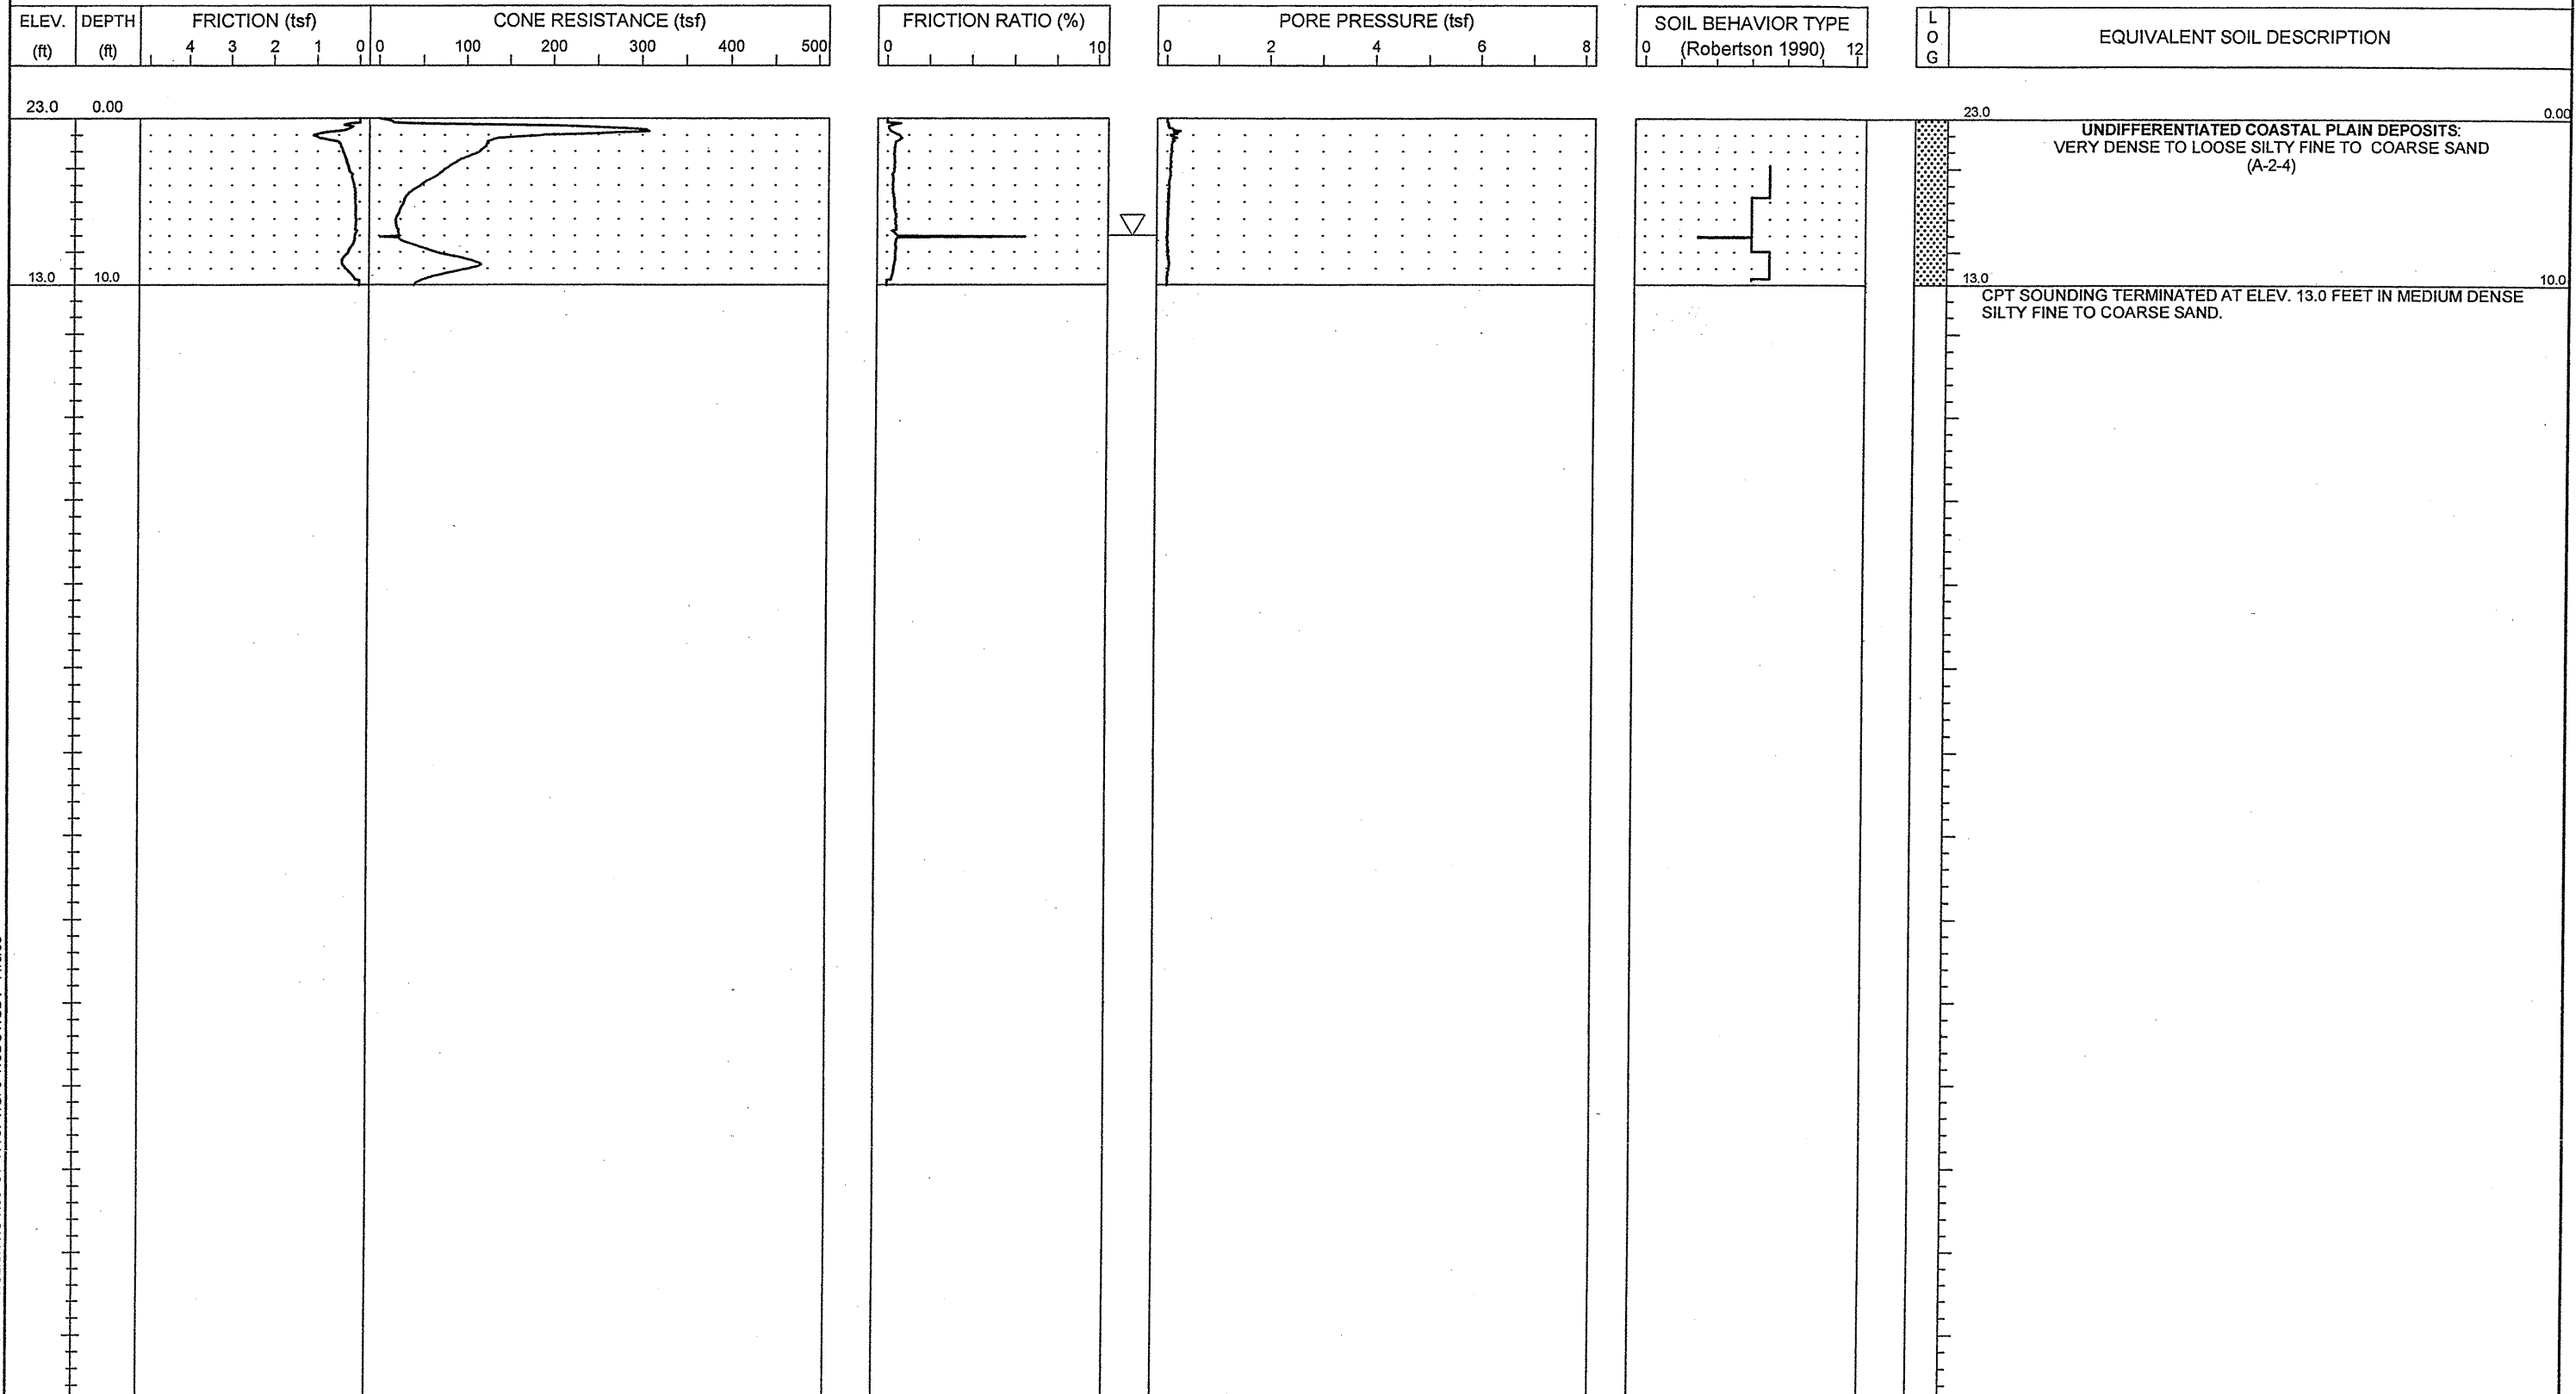 ELEV. DEPTH FRICTION (tsf) CONE RESISTANCE (tsf) FRICTION RATIO (%) PORE PRESSURE (tsf) SOIL BEHAVIOR TYPE LOG EQUIVALENT SOIL DESCRIPTION
(ft) (ft) 4 3 2 1 0 0 100 200 300 400 500 0 10 0 2 4 6 8 0 (Robertson 1990) 12
23.0 0.00 23.0 0.00
UNDIFFERENTIATED COASTAL PLAIN DEPOSITS:
VERY DENSE TO LOOSE SILTY FINE TO COARSE SAND
(A-2-4)
13.0 10.0 13.0 10.0
CPT SOUNDING TERMINATED AT ELEV. 13.0 FEET IN MEDIUM DENSE
SILTY FINE TO COARSE SAND.